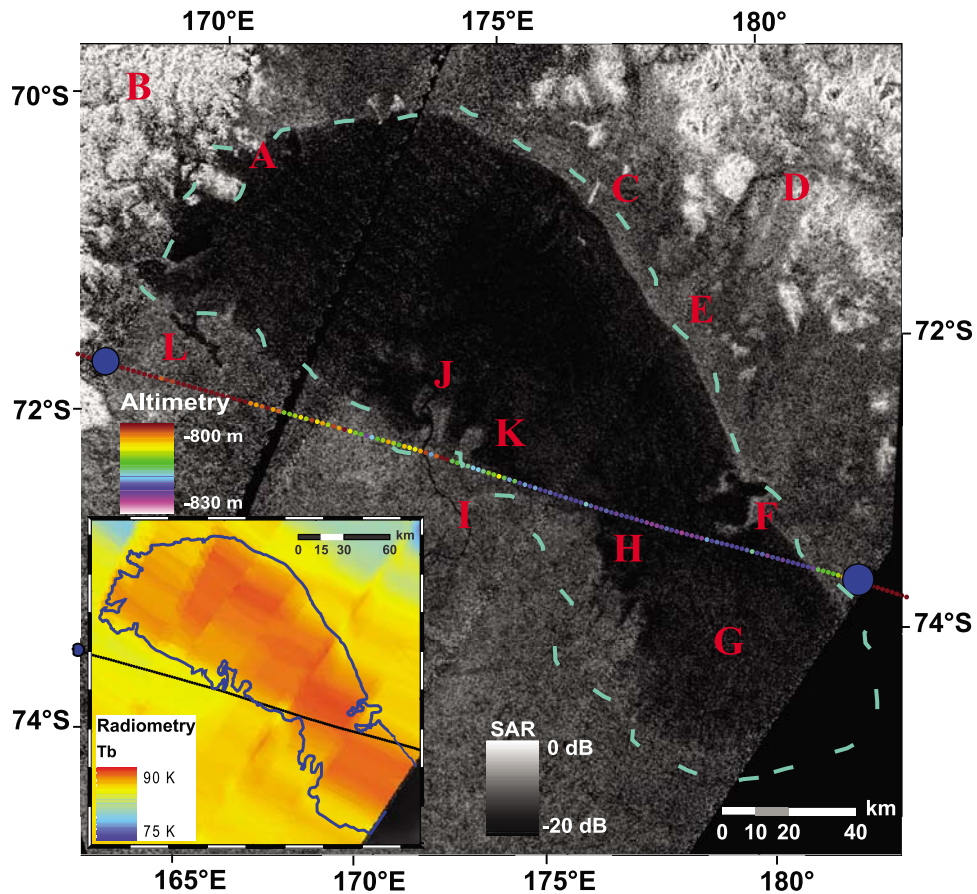 170°E 175°E 180°
70°S
B
A
C
D
E
72°S
L
J
Altimetry
-800 m
-830 m
72°S
K
I
F
H
km
0 15 30 60
G
74°S
74°S
Radiometry
Tb
90 K
75 K
SAR
0 dB
-20 dB
km
0 10 20 40
165°E 170°E 175°E 180°